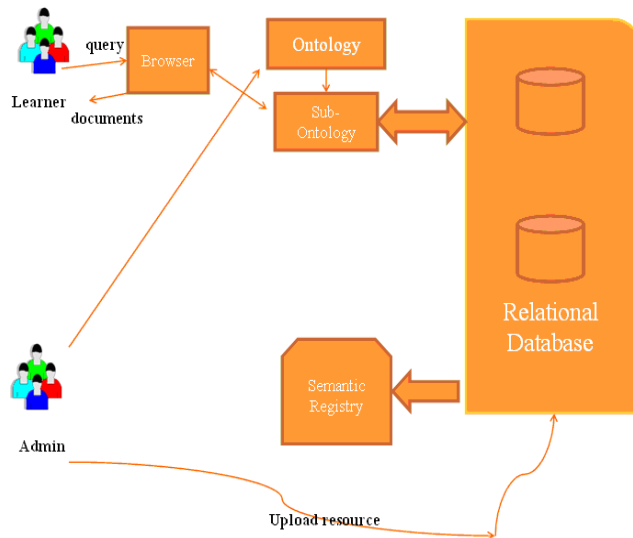 query
Browser
Ontology
Learner
documents
Sub-
Ontology
Relational
Database
Semantic
Registry
Admin
Upload resource